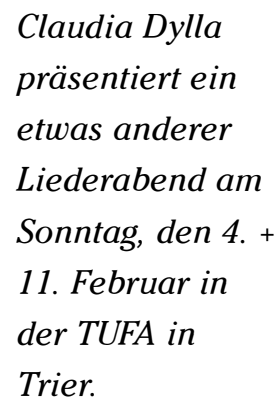 Claudia Dylla
präsentiert ein
etwas anderer
Liederabend am
Sonntag, den 4. +
11. Februar in
der TUFA in
Trier.